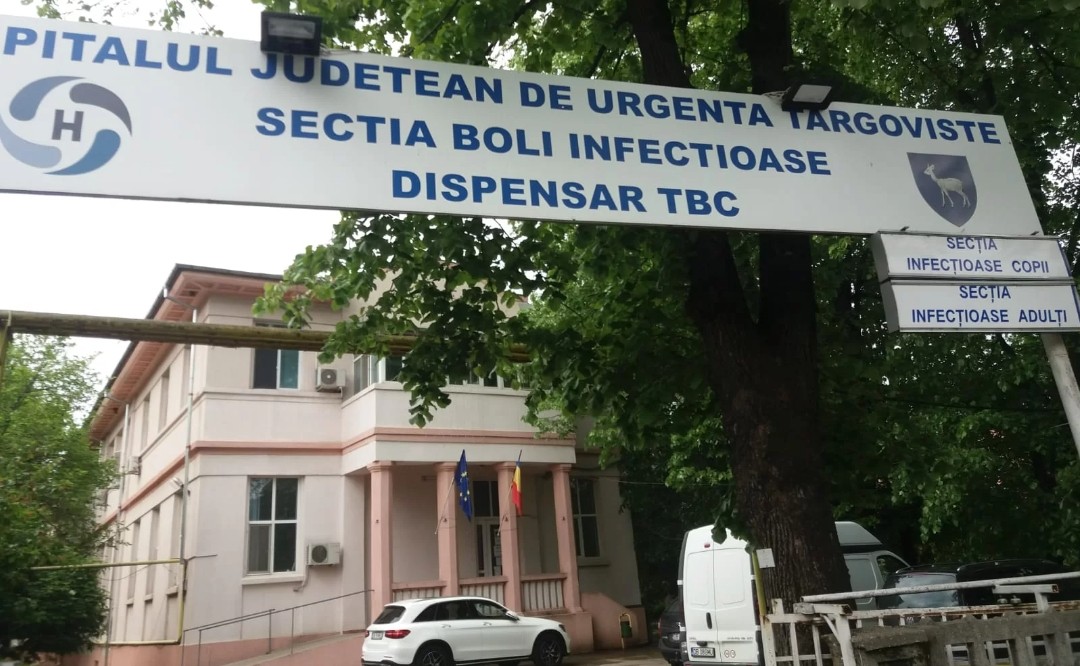 PITALUL JUDETEAN DE URGENTA TARGOVISTE
H
SECTIA BOLI INFECTIOASE
DISPENSAR TBC
SECȚIA
INFECȚIOASE COPII
SECȚIA
INFECȚIOASE ADULȚI